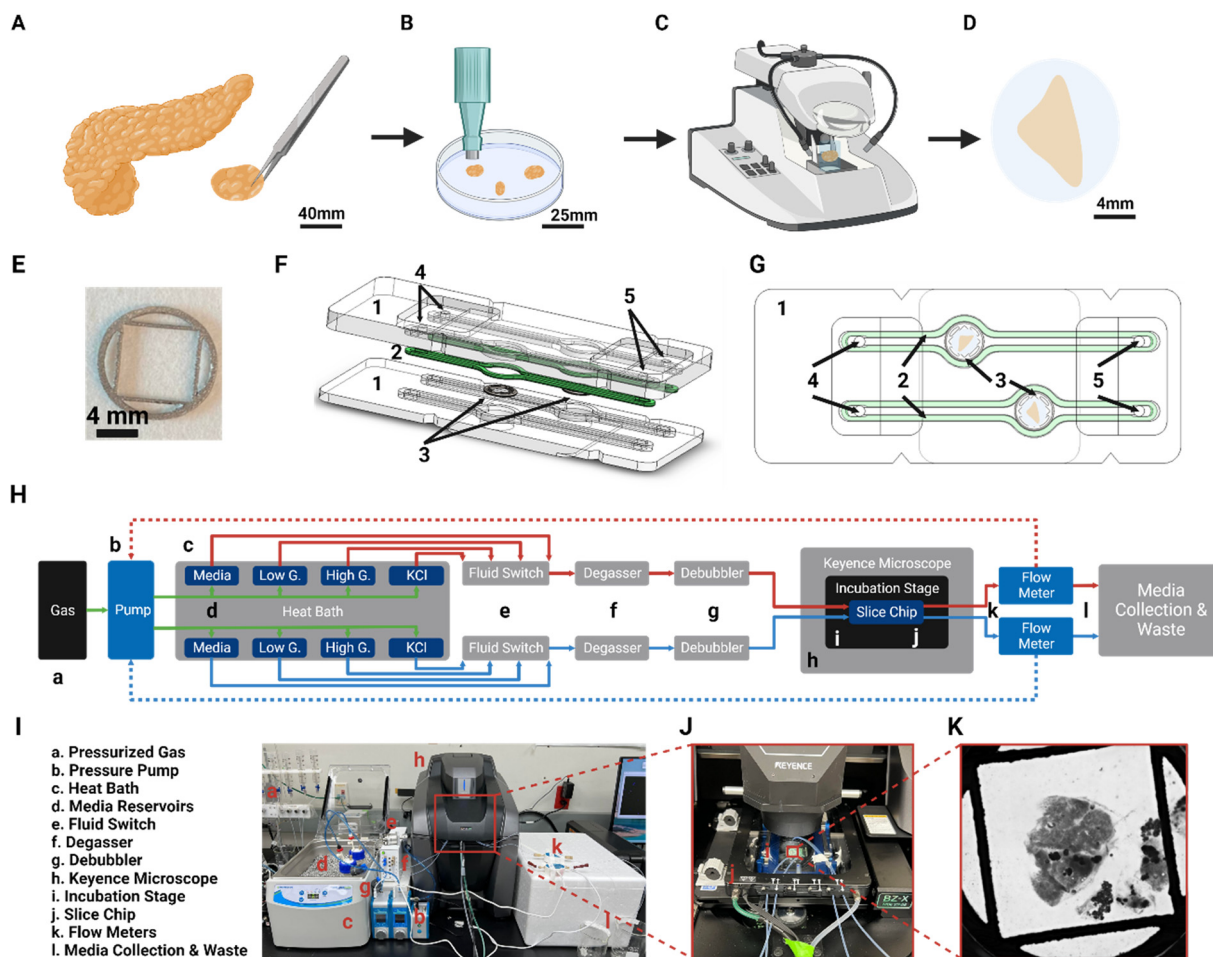 A
B
C
D
40mm
25mm
4mm
E
F
G
4 mm
1
4
5
2
1
3
1
4
2
3
5
H
a
b
c
d
e
f
g
h
i
j
k
l
Gas
Pump
Media
Low G.
High G.
KCl
Heat Bath
Media
Low G.
High G.
KCl
Fluid Switch
Degasser
Debubbler
Fluid Switch
Degasser
Debubbler
Keyence Microscope
Incubation Stage
Slice Chip
Flow
Meter
Flow
Meter
Media
Collection &
Waste
I
a. Pressurized Gas
b. Pressure Pump
c. Heat Bath
d. Media Reservoirs
e. Fluid Switch
f. Degasser
g. Debubbler
h. Keyence Microscope
i. Incubation Stage
j. Slice Chip
k. Flow Meters
l. Media Collection & Waste
a
d
e
f
g
c
b
h
k
l
J
KEYENCE
i
j
BZ-X
K